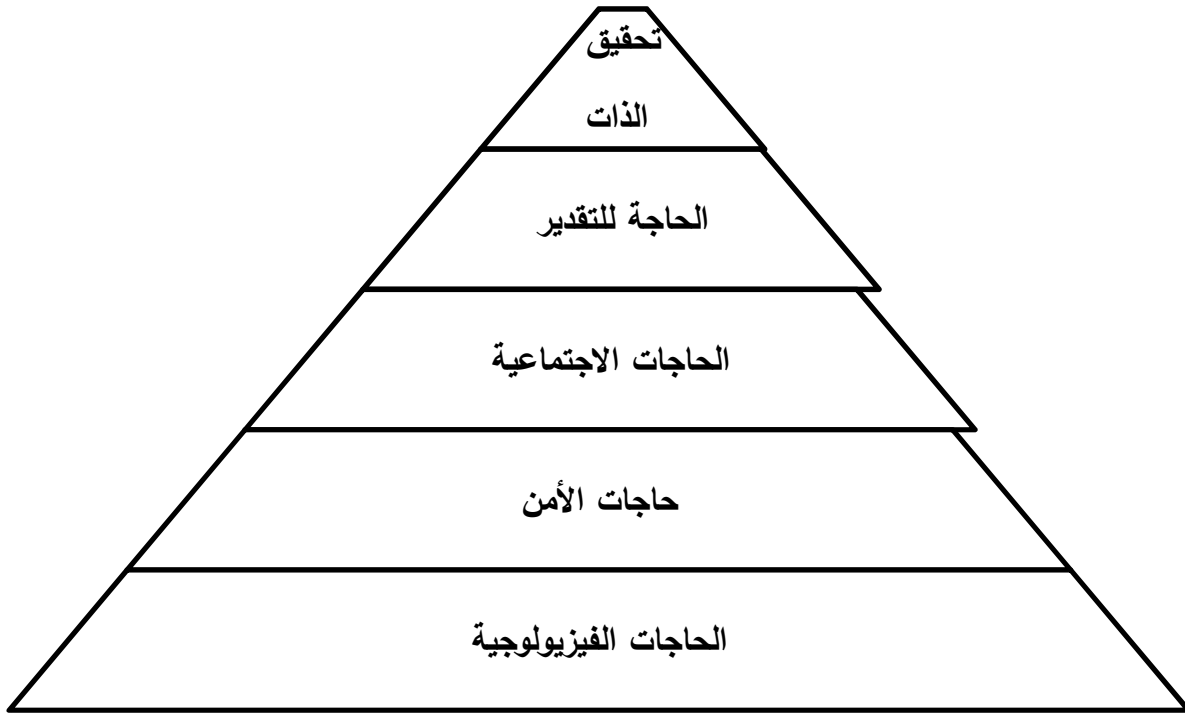 تحقيق
الذات
الحاجة للتقدير
الحاجات الاجتماعية
حاجات الأمن
الحاجات الفيزيولوجية